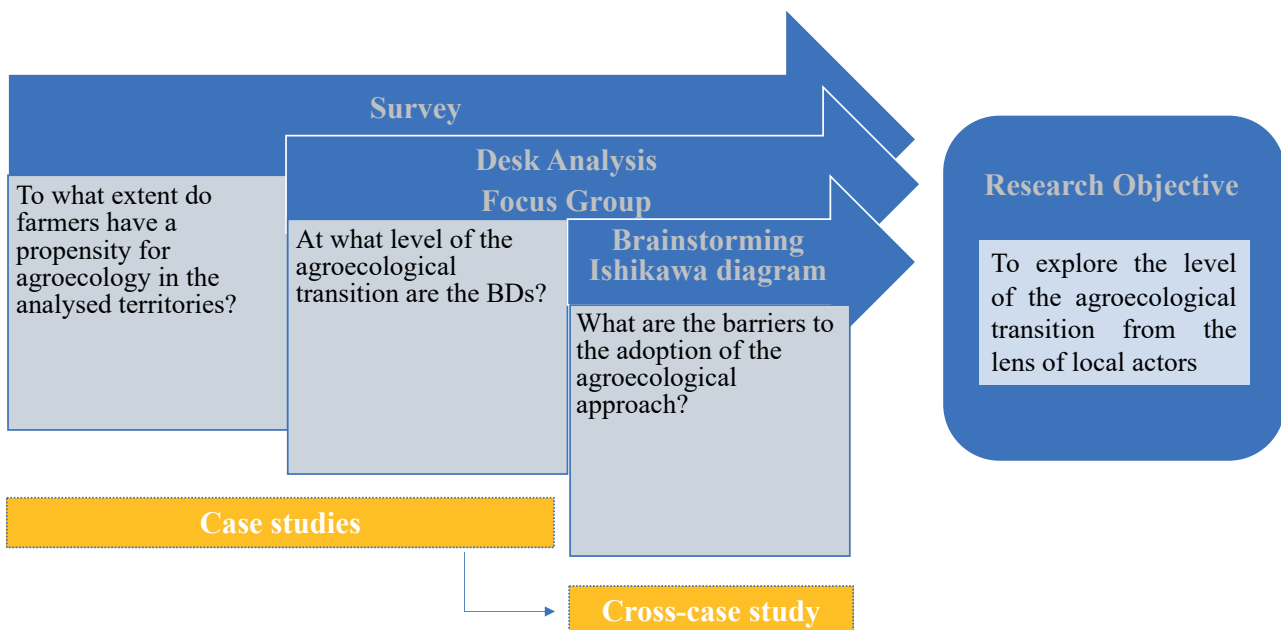 Survey
Desk Analysis
Focus Group
Brainstorming
Ishikawa diagram
To what extent do
farmers have a
propensity for
agroecology in the
analysed territories?
At what level of the
agroecological
transition are the BDs?
What are the barriers to
the adoption of the
agroecological
approach?
Research Objective
To explore the level
of the agroecological
transition from the
lens of local actors
Case studies
Cross-case study